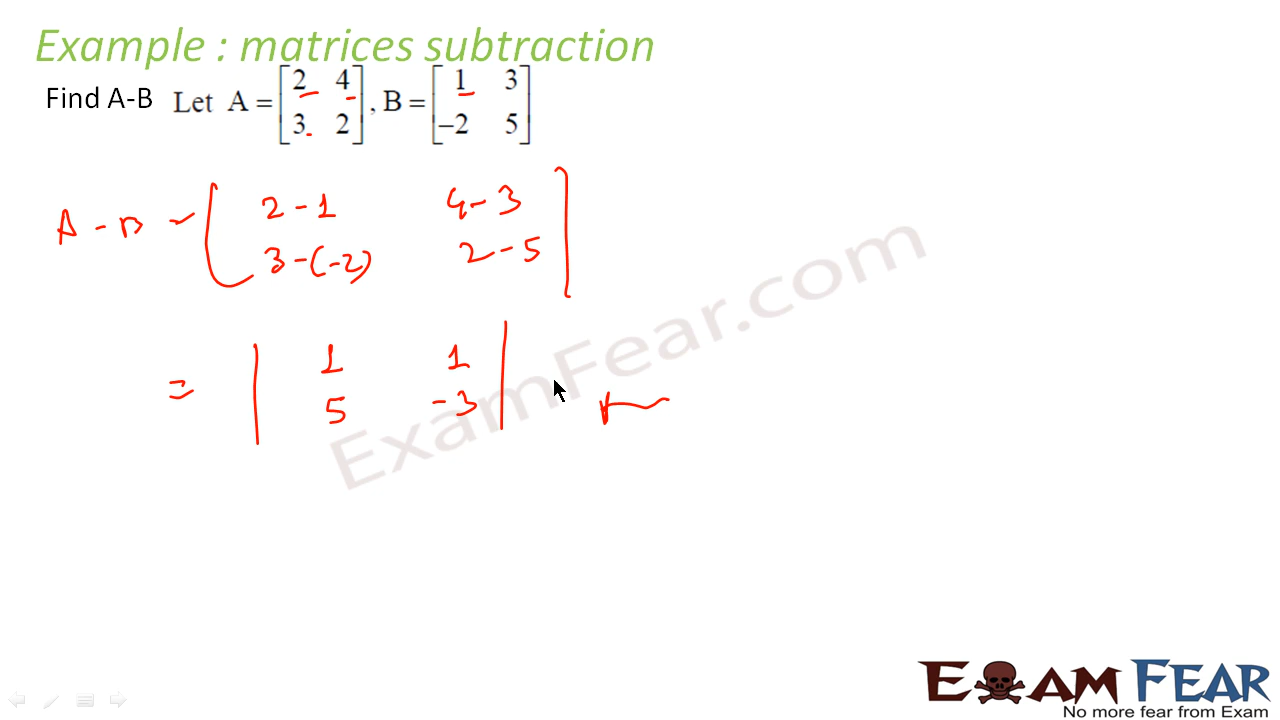 Example : matrices subtraction
Find A-B Let A = [2 4 3 2], B = [1 3 −2 5]
A - B = [2 - 1 4 - 3
3 - (-2) 2 - 5]
= | 1 1
5 -3 |
ExamFear.com
EXAM FEAR
No more fear from Exam